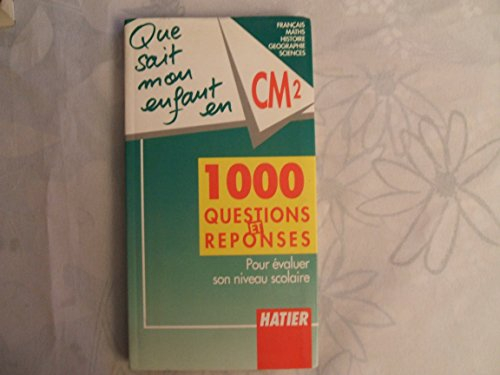 Que
sait
mon
enfant en
CM2
FRANÇAIS
MATHS
HISTOIRE
GEOGRAPHIE
SCIENCES
1000
QUESTIONS
ET
REPONSES
Pour évaluer
son niveau scolaire
HATIER